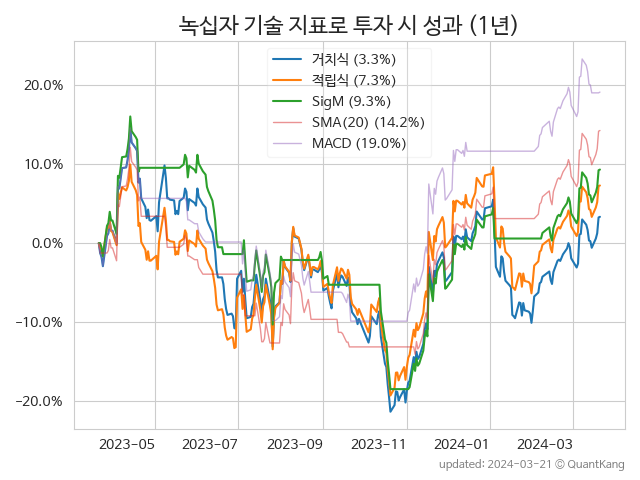 녹십자 기술 지표로 투자 시 성과 (1년)
거치식 (3.3%)
적립식 (7.3%)
SigM (9.3%)
SMA(20) (14.2%)
MACD (19.0%)
20.0%
10.0%
0.0%
−10.0%
−20.0%
2023-05
2023-07
2023-09
2023-11
2024-01
2024-03
updated: 2024-03-21 © QuantKang